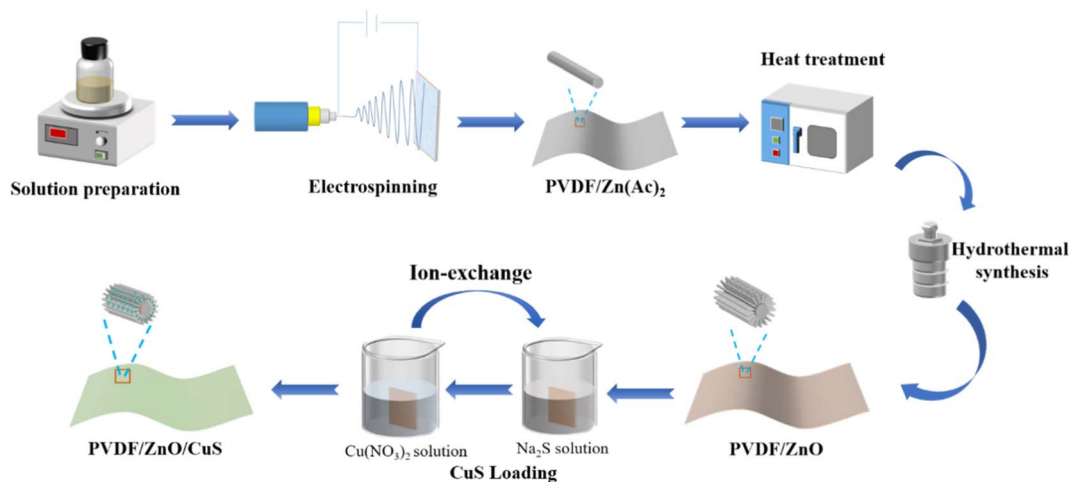 Heat treatment
Solution preparation
Electrospinning
PVDF/Zn(Ac)₂
Hydrothermal
synthesis
Ion-exchange
PVDF/ZnO/CuS
Cu(NO₃)₂ solution
Na₂S solution
PVDF/ZnO
CuS Loading